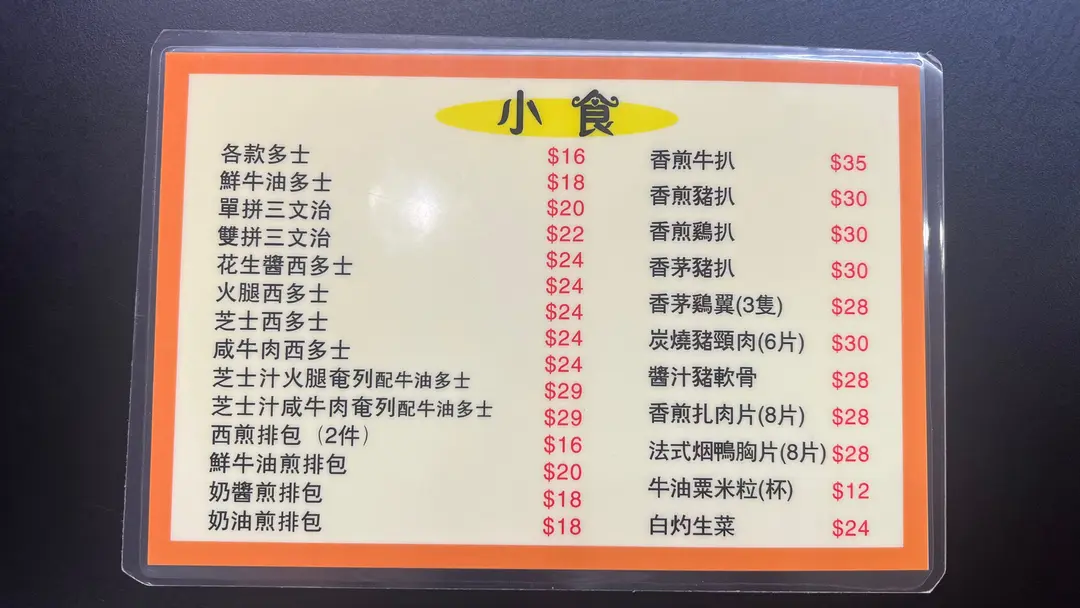 小食
各款多士
鮮牛油多士
單拼三文治
雙拼三文治
花生醬西多士
火腿西多士
芝士西多士
咸牛肉西多士
芝士汁火腿奄列配牛油多士
芝士汁咸牛肉奄列配牛油多士
西煎排包（2件）
鮮牛油煎排包
奶醬煎排包
奶油煎排包
$16
$18
$20
$22
$24
$24
$24
$24
$24
$29
$29
$16
$20
$18
$18
香煎牛扒 $35
香煎豬扒 $30
香煎鷄扒 $30
香茅豬扒 $30
香茅鷄翼(3隻) $28
炭燒豬頸肉(6片) $30
醬汁豬軟骨 $28
香煎扎肉片(8片) $28
法式烟鴨胸片(8片) $28
牛油粟米粒(杯) $12
白灼生菜 $24